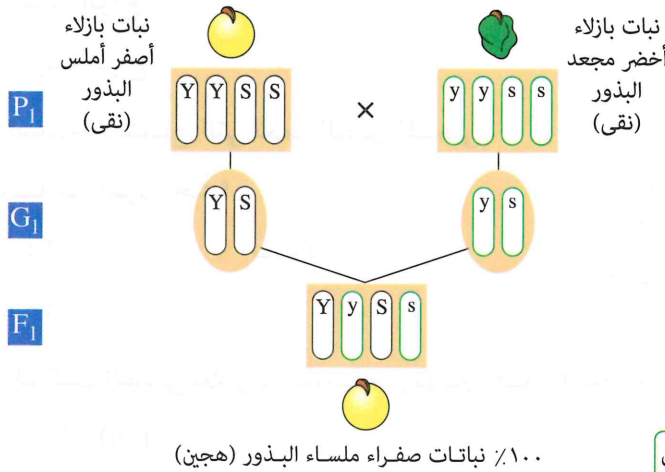 نبات بازلاء
أصفر أملس
البذور
(نقى)
نبات بازلاء
أخضر مجعد
البذور
(نقى)
P1
Y Y S S
×
y y s s
G1
Y S
y s
F1
Y y S s
١٠٠٪ نباتات صفراء ملساء البذور (هجين)